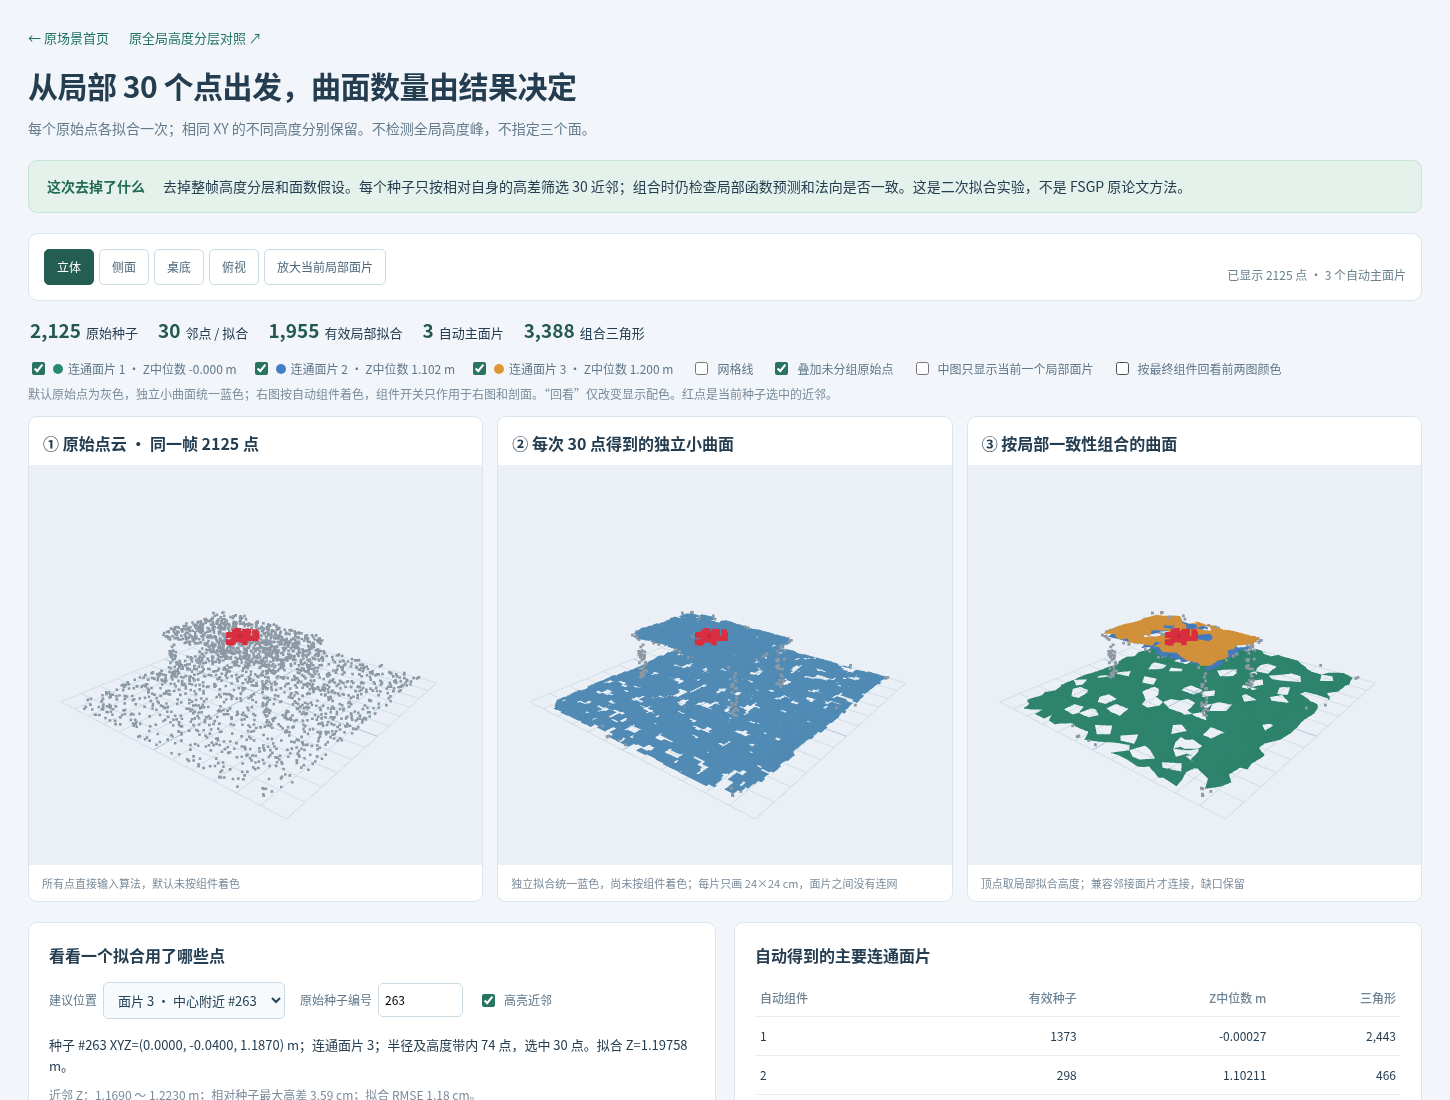 ← 原场景首页 原全局高度分层对照 ↗
从局部 30 个点出发，曲面数量由结果决定
每个原始点各拟合一次；相同 XY 的不同高度分别保留。不检测全局高度峰，不指定三个面。
这次去掉了什么 去掉整帧高度分层和面数假设。每个种子只按相对自身的高差筛选 30 近邻；组合时仍检查局部函数预测和法向是否一致。这是二次拟合实验，不是 FSGP 原论文方法。
立体 侧面 桌底 俯视 放大当前局部面片 已显示 2125 点 · 3 个自动主面片
2,125 原始种子 30 邻点 / 拟合 1,955 有效局部拟合 3 自动主面片 3,388 组合三角形
连通面片 1 · Z中位数 -0.000 m 连通面片 2 · Z中位数 1.102 m 连通面片 3 · Z中位数 1.200 m 网格线 叠加未分组原始点 中图只显示当前一个局部面片 按最终组件回看前两图颜色
默认原始点为灰色，独立小曲面统一蓝色；右图按自动组件着色，组件开关只作用于右图和剖面。“回看”仅改变显示配色。红点是当前种子选中的近邻。
① 原始点云 · 同一帧 2125 点
所有点直接输入算法，默认未按组件着色
② 每次 30 点得到的独立小曲面
独立拟合统一蓝色，尚未按组件着色；每片只画 24×24 cm，面片之间没有连网
③ 按局部一致性组合的曲面
顶点取局部拟合高度；兼容邻接面片才连接，缺口保留
看看一个拟合用了哪些点
建议位置 面片 3 · 中心附近 #263 原始种子编号 263 高亮近邻
种子 #263 XYZ=(0.0000, -0.0400, 1.1870) m；连通面片 3；半径及高度带内 74 点，选中 30 点。拟合 Z=1.19758
m。
近邻 Z：1.1690 ～ 1.2230 m；相对种子最大高差 3.59 cm；拟合 RMSE 1.18 cm。
自动得到的主要连通面片
自动组件 有效种子 Z中位数 m 三角形
1 1373 -0.00027 2,443
2 298 1.10211 466